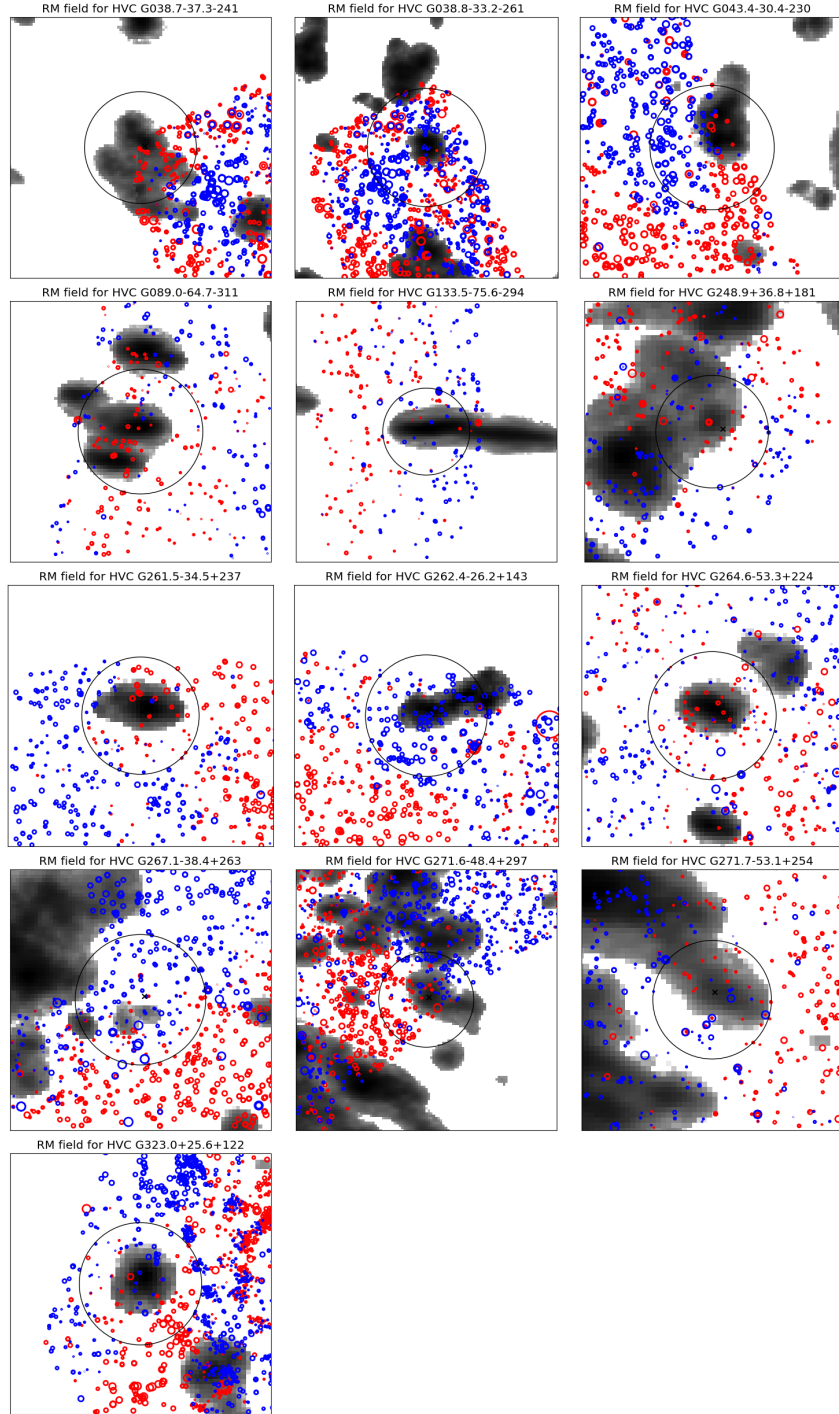 RM field for HVC G038.7-37.3-241
RM field for HVC G038.8-33.2-261
RM field for HVC G043.4-30.4-230
RM field for HVC G089.0-64.7-311
RM field for HVC G133.5-75.6-294
RM field for HVC G248.9+36.8+181
RM field for HVC G261.5-34.5+237
RM field for HVC G262.4-26.2+143
RM field for HVC G264.6-53.3+224
RM field for HVC G267.1-38.4+263
RM field for HVC G271.6-48.4+297
RM field for HVC G271.7-53.1+254
RM field for HVC G323.0+25.6+122